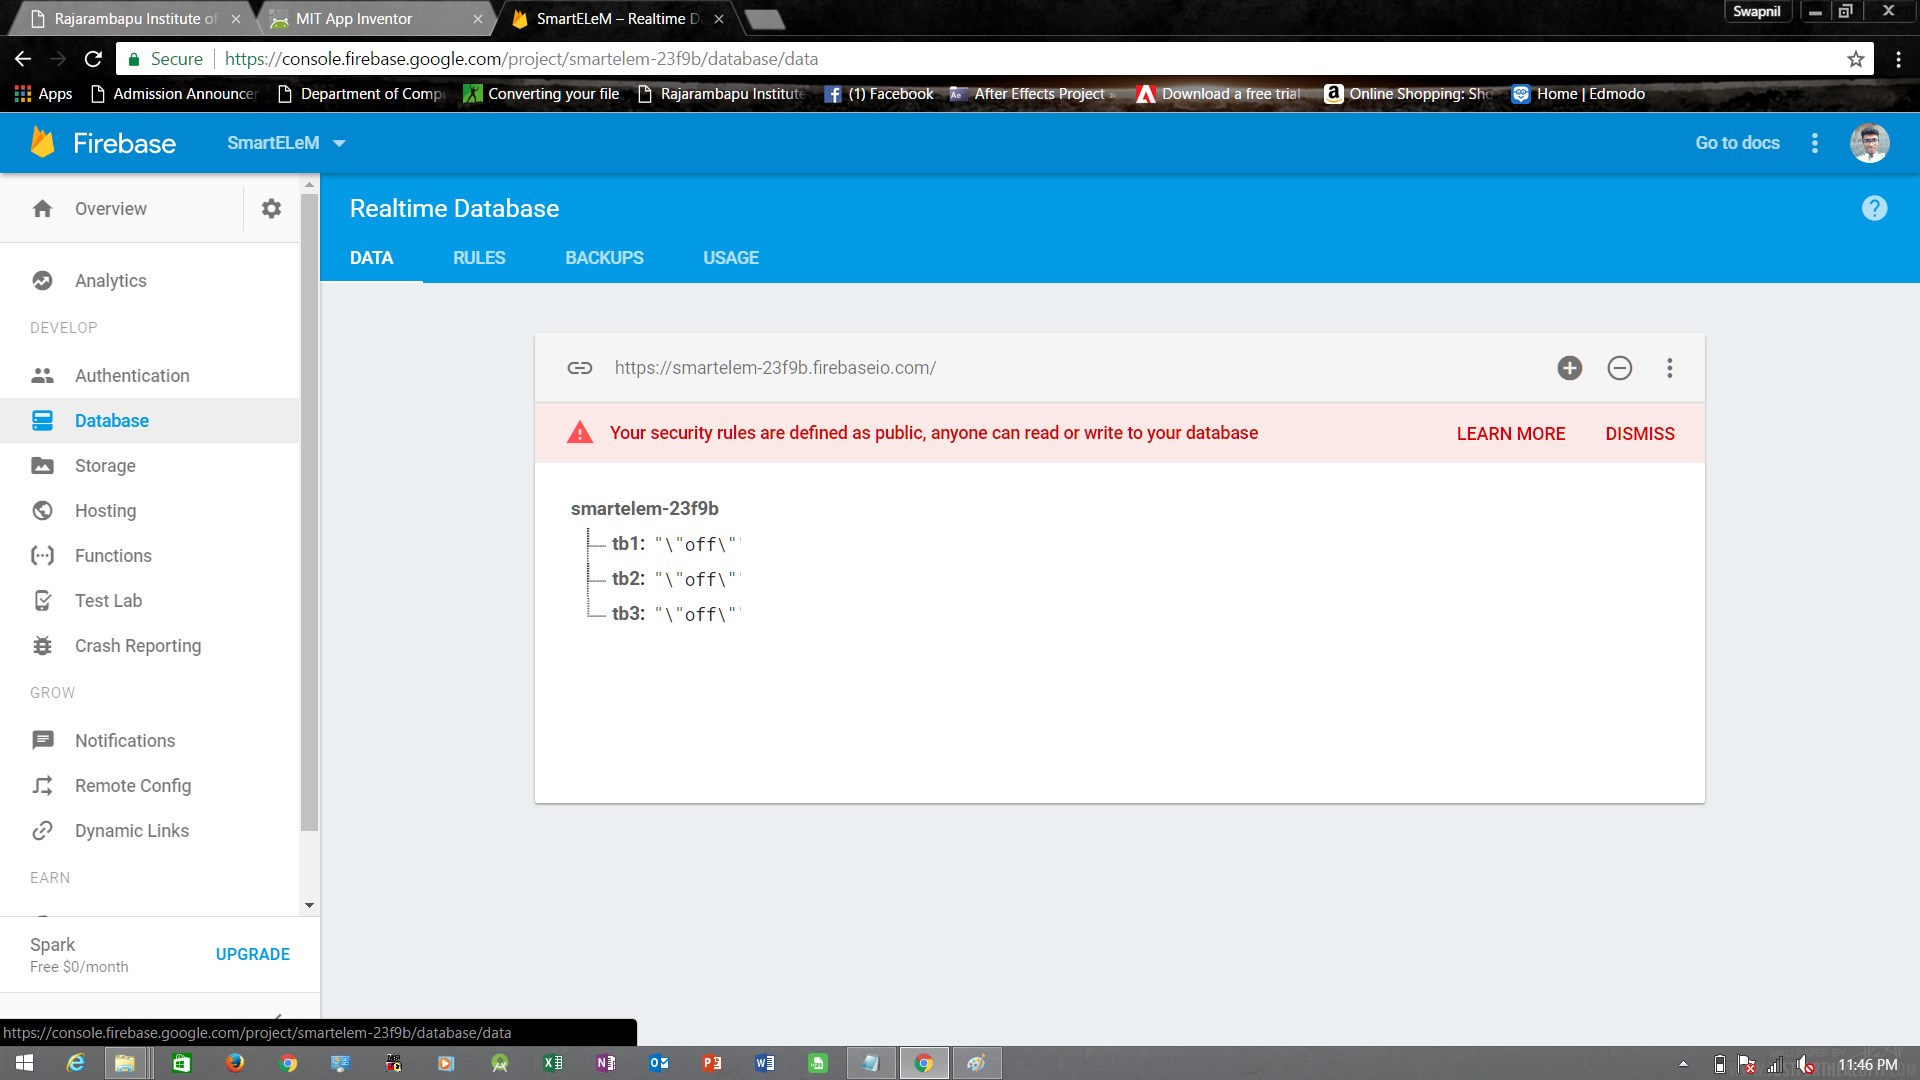 Rajarambapu Institute of
MIT App Inventor
SmartELeM – Realtime D
Swapnil
Secure
https://console.firebase.google.com/project/smartelem-23f9b/database/data
Apps
Admission Announcer
Department of Compu
Converting your file
Rajarambapu Institute
(1) Facebook
After Effects Project »
Download a free trial
Online Shopping: Sho
Home | Edmodo
Firebase
SmartELeM
Go to docs
Overview
Realtime Database
DATA
RULES
BACKUPS
USAGE
Analytics
DEVELOP
Authentication
Database
Storage
Hosting
Functions
Test Lab
Crash Reporting
GROW
Notifications
Remote Config
Dynamic Links
EARN
Spark
Free $0/month
UPGRADE
https://smartelem-23f9b.firebaseio.com/
Your security rules are defined as public, anyone can read or write to your database
LEARN MORE
DISMISS
smartelem-23f9b
tb1: "\"off\""
tb2: "\"off\""
tb3: "\"off\""
https://console.firebase.google.com/project/smartelem-23f9b/database/data
11:46 PM